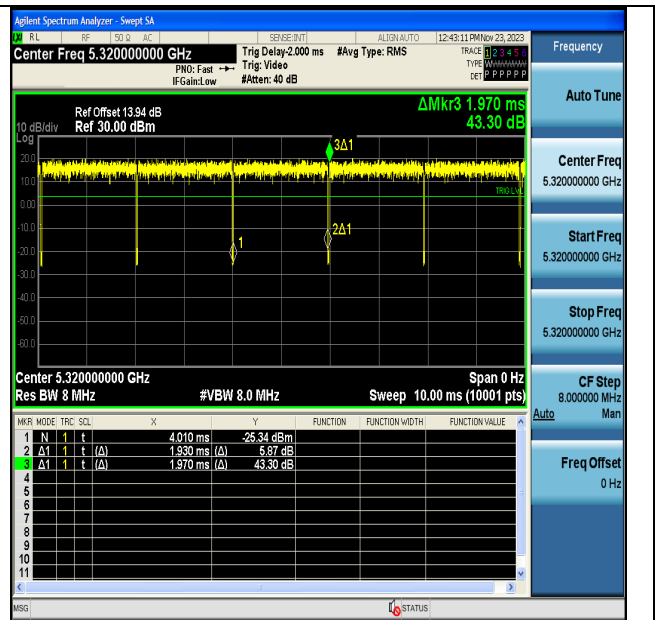 Agilent Spectrum Analyzer - Swept SA
RL RF 50 Ω AC SENSE:INT ALIGN AUTO 12:43:11 PM Nov 23, 2023
Center Freq 5.320000000 GHz
PNO: Fast
IFGain:Low
Trig Delay-2.000 ms
Trig: Video
#Atten: 40 dB
#Avg Type: RMS
TRACE 1 2 3 4 5 6
TYPE
DET P P P P P P
Ref Offset 13.94 dB
Ref 30.00 dBm
10 dB/div
Log
ΔMkr3 1.970 ms
43.30 dB
20.0
10.0
0.00
-10.0
-20.0
-30.0
-40.0
-50.0
-60.0
3Δ1
TRIG LVL
2Δ1
1
Center 5.320000000 GHz Span 0 Hz
Res BW 8 MHz #VBW 8.0 MHz Sweep 10.00 ms (10001 pts)
MKR MODE TRC SCL X Y FUNCTION FUNCTION WIDTH FUNCTION VALUE
1 N 1 t 4.010 ms -25.34 dBm
2 Δ1 1 t (Δ) 1.930 ms (Δ) 5.87 dB
3 Δ1 1 t (Δ) 1.970 ms (Δ) 43.30 dB
4
5
6
7
8
9
10
11
MSG STATUS
Frequency
Auto Tune
Center Freq
5.320000000 GHz
Start Freq
5.320000000 GHz
Stop Freq
5.320000000 GHz
CF Step
8.000000 MHz
Auto Man
Freq Offset
0 Hz